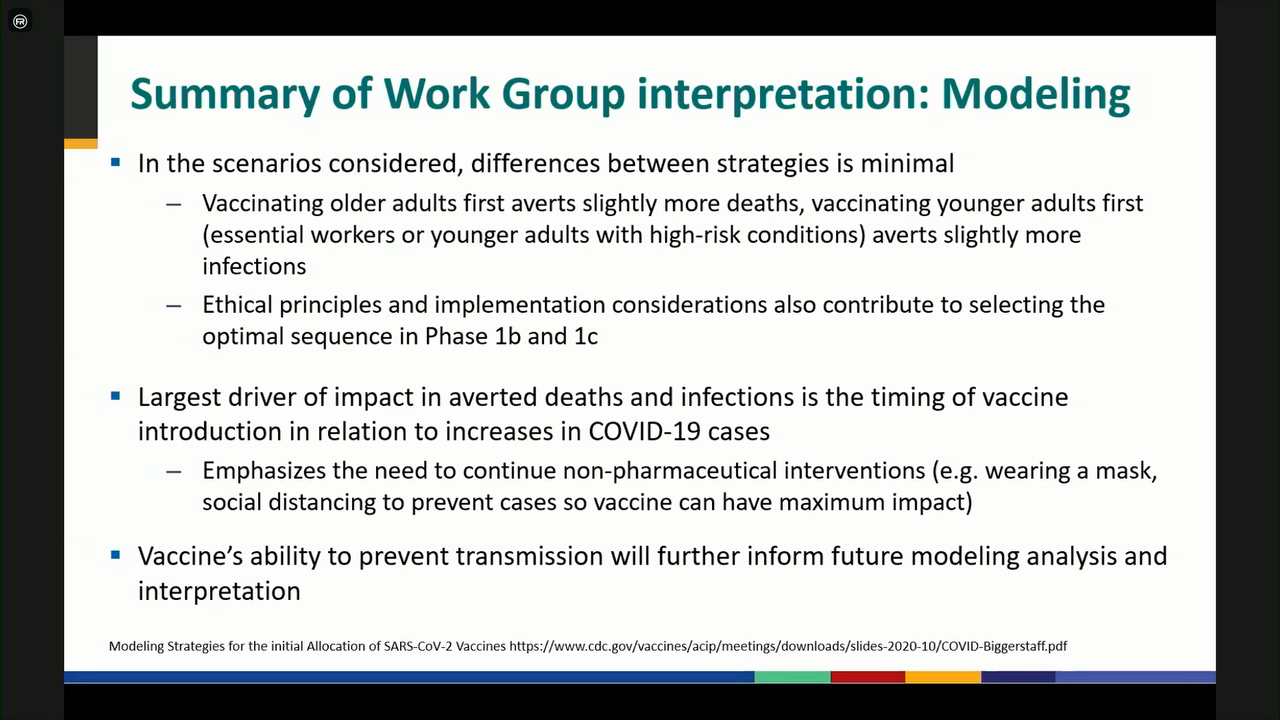 FR
Summary of Work Group interpretation: Modeling
▪ In the scenarios considered, differences between strategies is minimal
– Vaccinating older adults first averts slightly more deaths, vaccinating younger adults first
(essential workers or younger adults with high-risk conditions) averts slightly more
infections
– Ethical principles and implementation considerations also contribute to selecting the
optimal sequence in Phase 1b and 1c
▪ Largest driver of impact in averted deaths and infections is the timing of vaccine
introduction in relation to increases in COVID-19 cases
– Emphasizes the need to continue non-pharmaceutical interventions (e.g. wearing a mask,
social distancing to prevent cases so vaccine can have maximum impact)
▪ Vaccine’s ability to prevent transmission will further inform future modeling analysis and
interpretation
Modeling Strategies for the initial Allocation of SARS-CoV-2 Vaccines https://www.cdc.gov/vaccines/acip/meetings/downloads/slides-2020-10/COVID-Biggerstaff.pdf